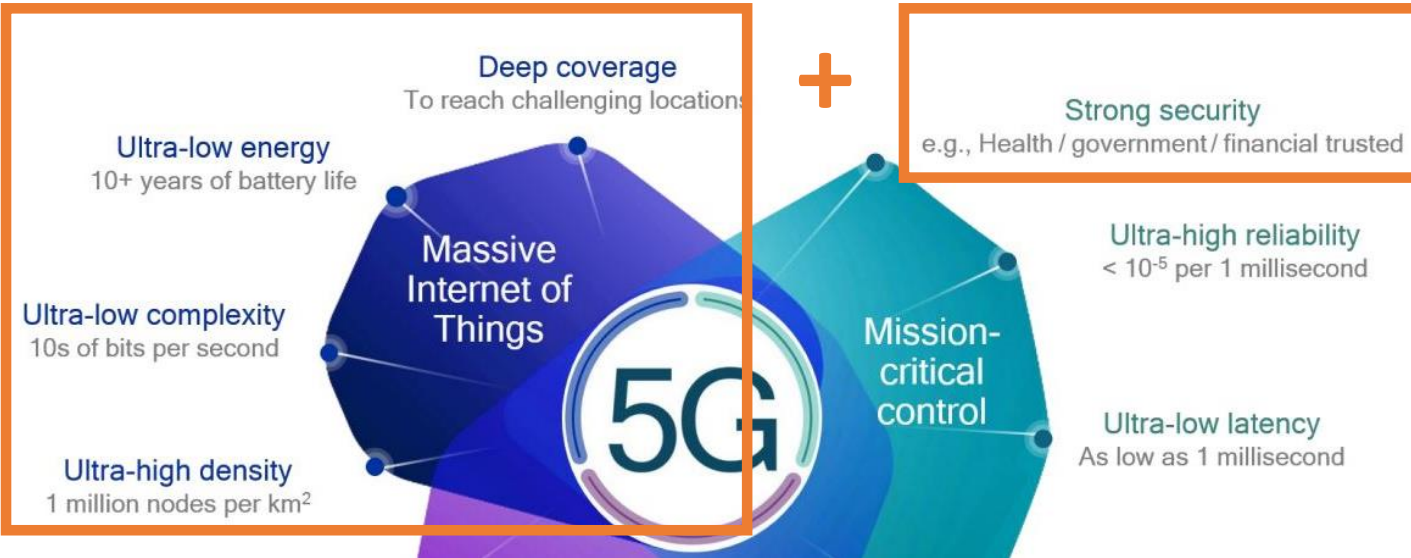 Deep coverage
To reach challenging locations
+
Strong security
e.g., Health / government / financial trusted
Ultra-low energy
10+ years of battery life
Massive
Internet of
Things
Ultra-high reliability
< 10⁻⁵ per 1 millisecond
Ultra-low complexity
10s of bits per second
5G
Mission-
critical
control
Ultra-low latency
As low as 1 millisecond
Ultra-high density
1 million nodes per km²